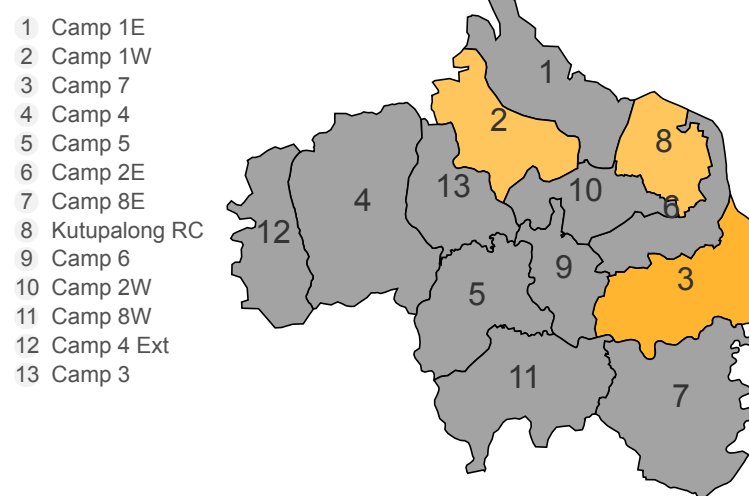 1 Camp 1E
2 Camp 1W
3 Camp 7
4 Camp 4
5 Camp 5
6 Camp 2E
7 Camp 8E
8 Kutupalong RC
9 Camp 6
10 Camp 2W
11 Camp 8W
12 Camp 4 Ext
13 Camp 3
1
2
8
13
10
4
6
12
9
3
5
11
7